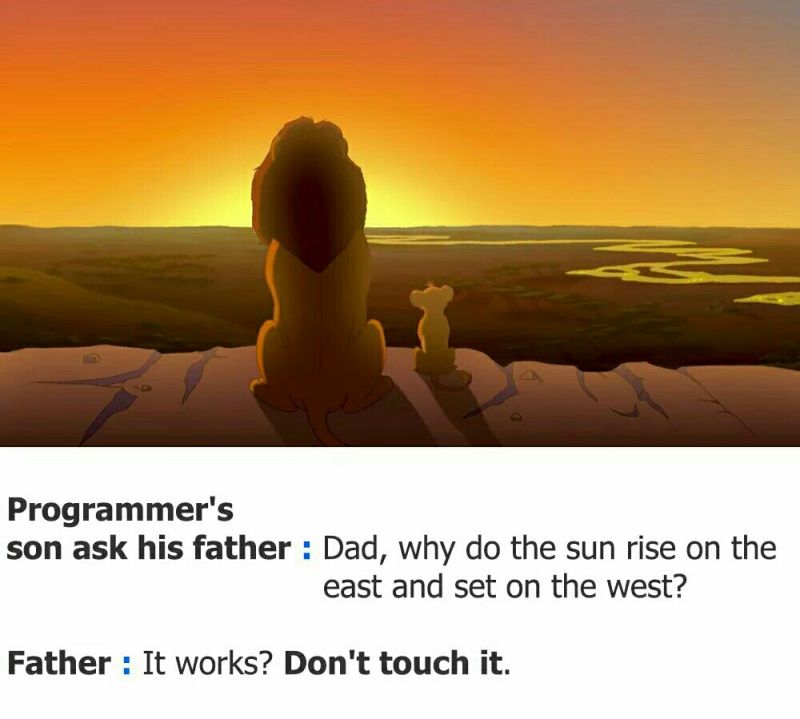 Programmer's
son ask his father : Dad, why do the sun rise on the
east and set on the west?
Father : It works? Don't touch it.